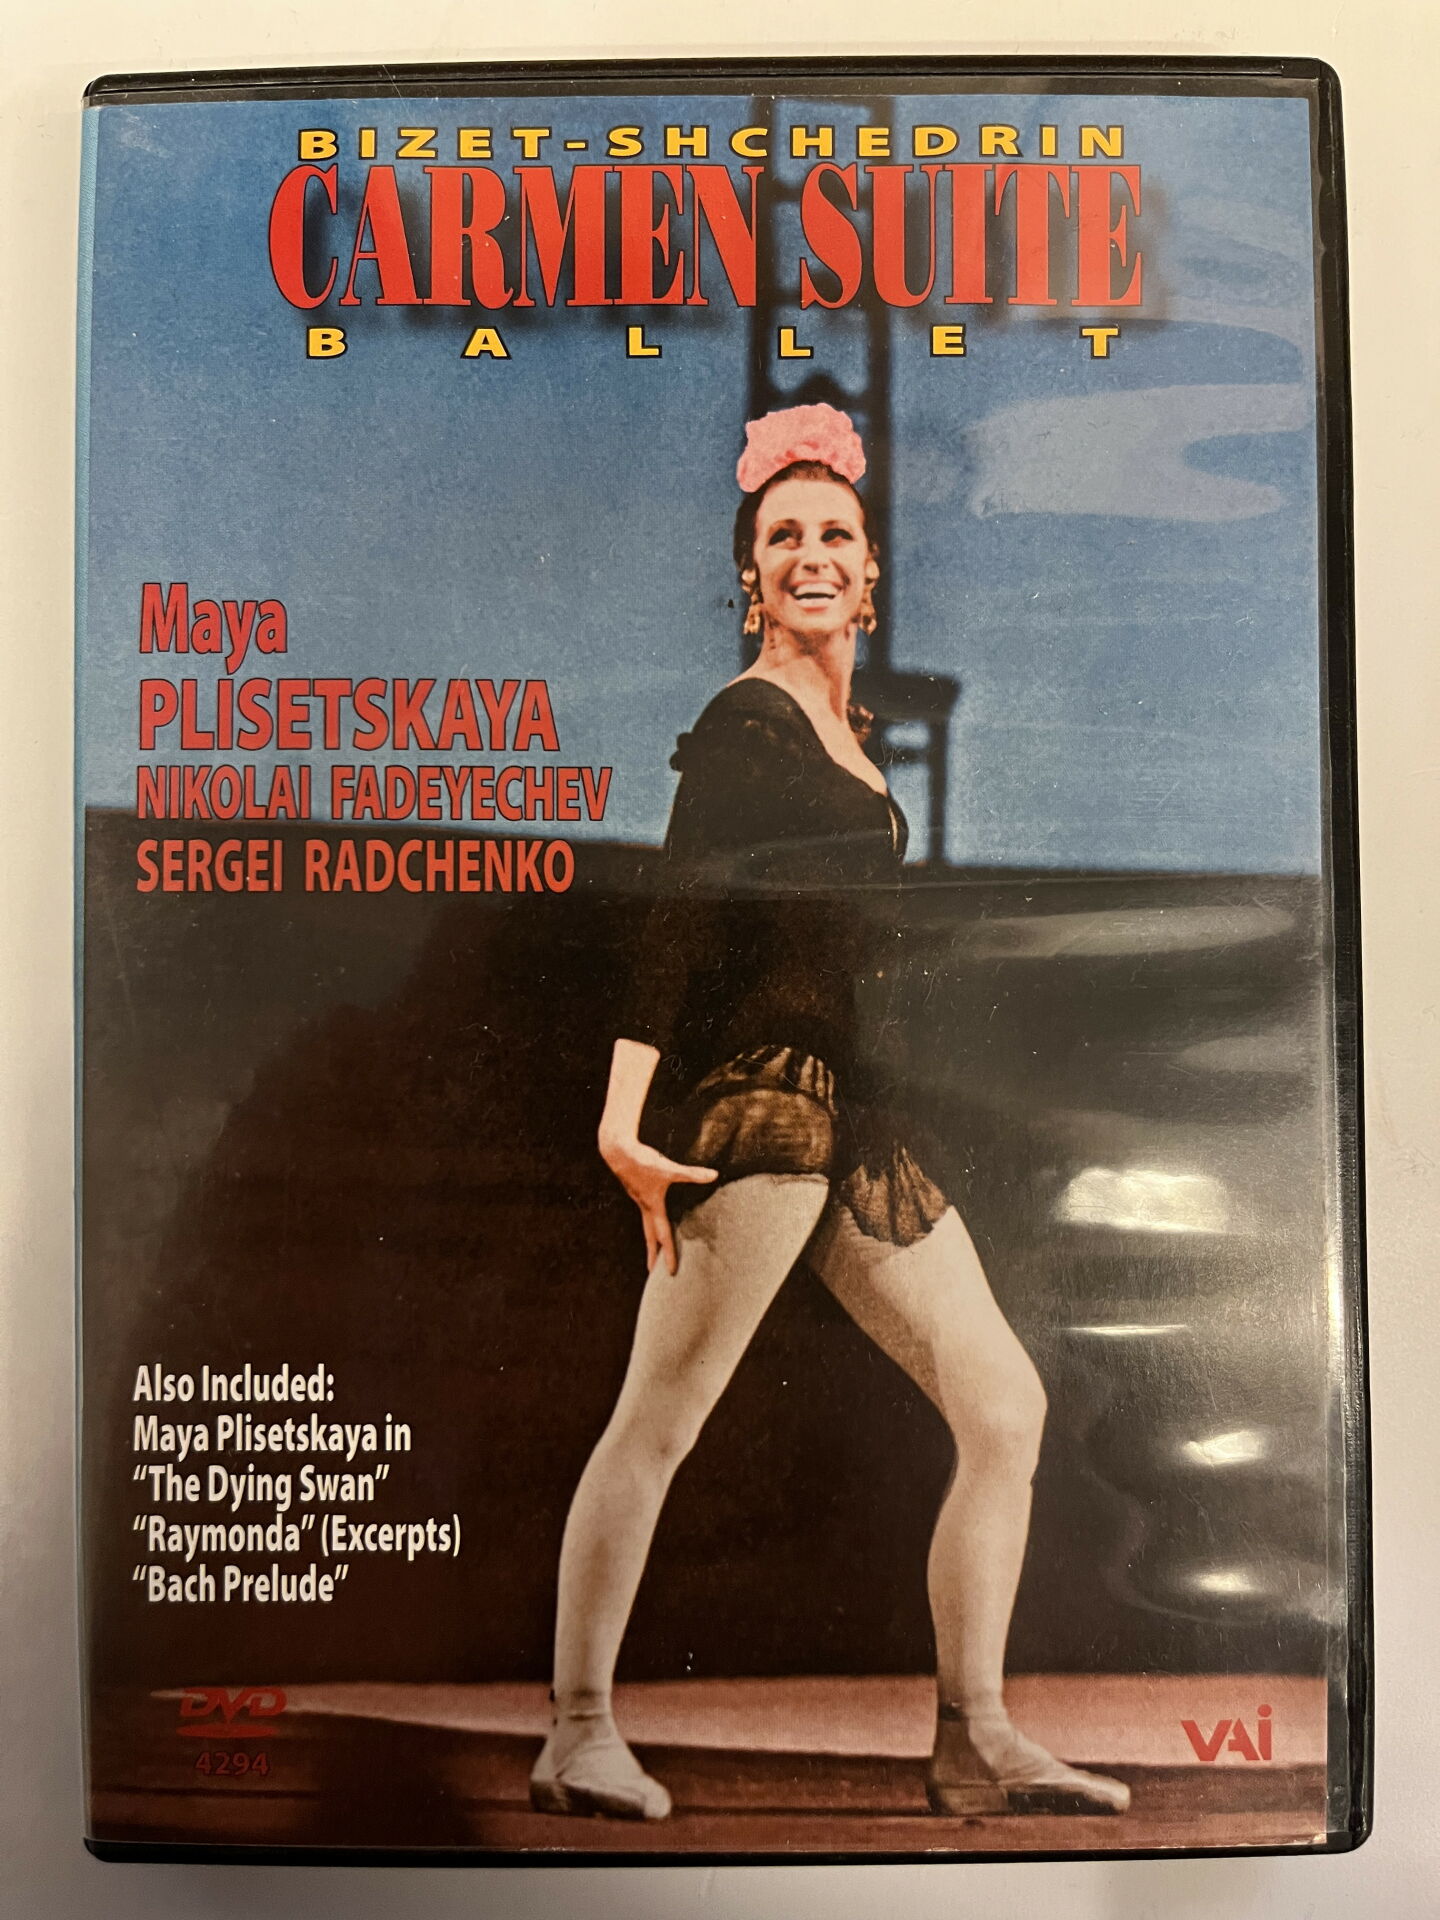 BIZET-SHCHEDRIN
CARMEN SUITE
BALLET
Maya
PLISETSKAYA
NIKOLAI FADEYECHEV
SERGEI RADCHENKO
Also Included:
Maya Plisetskaya in
“The Dying Swan”
“Raymonda” (Excerpts)
“Bach Prelude”
DVD
4294
VAI